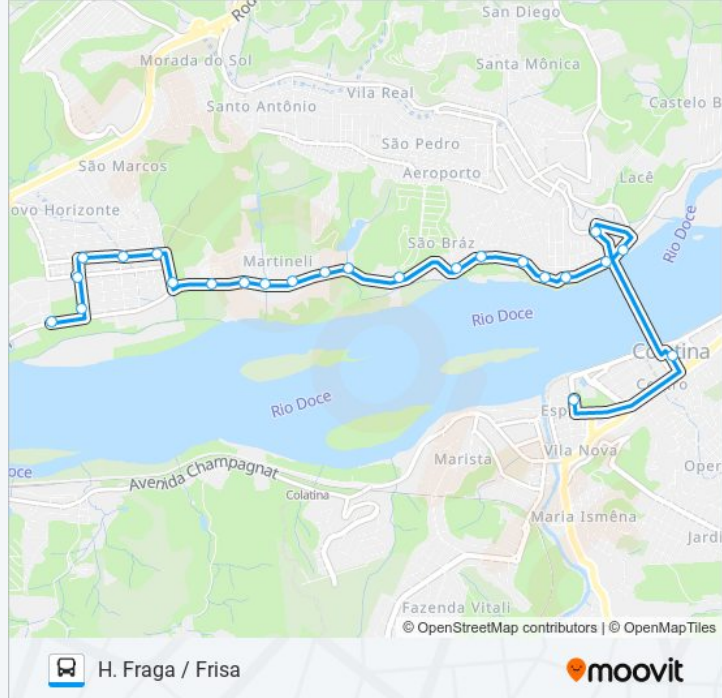 Rod
San Diego
Morada do Sol
Santa Mônica
Vila Real
Santo Antônio
Castelo B
São Pedro
São Marcos
Aeroporto
Lacê
ovo Horizonte
São Bráz
Rio Doce
Martineli
Rio Doce
Colatina
Centro
Rio Doce
Esp
Vila Nova
Marista
Oper
oce
Avenida Champagnat
Colatina
Maria Ismêna
Jardi
Fazenda Vitali
© OpenStreetMap contributors | © OpenMapTiles
H. Fraga / Frisa
moovit